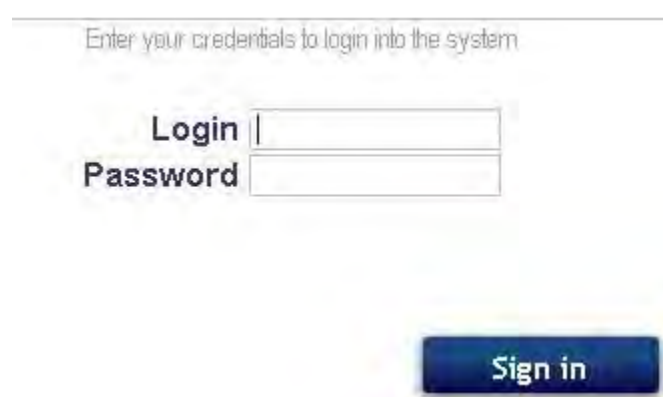 Enter your credentials to login into the system
Login
Password
Sign in